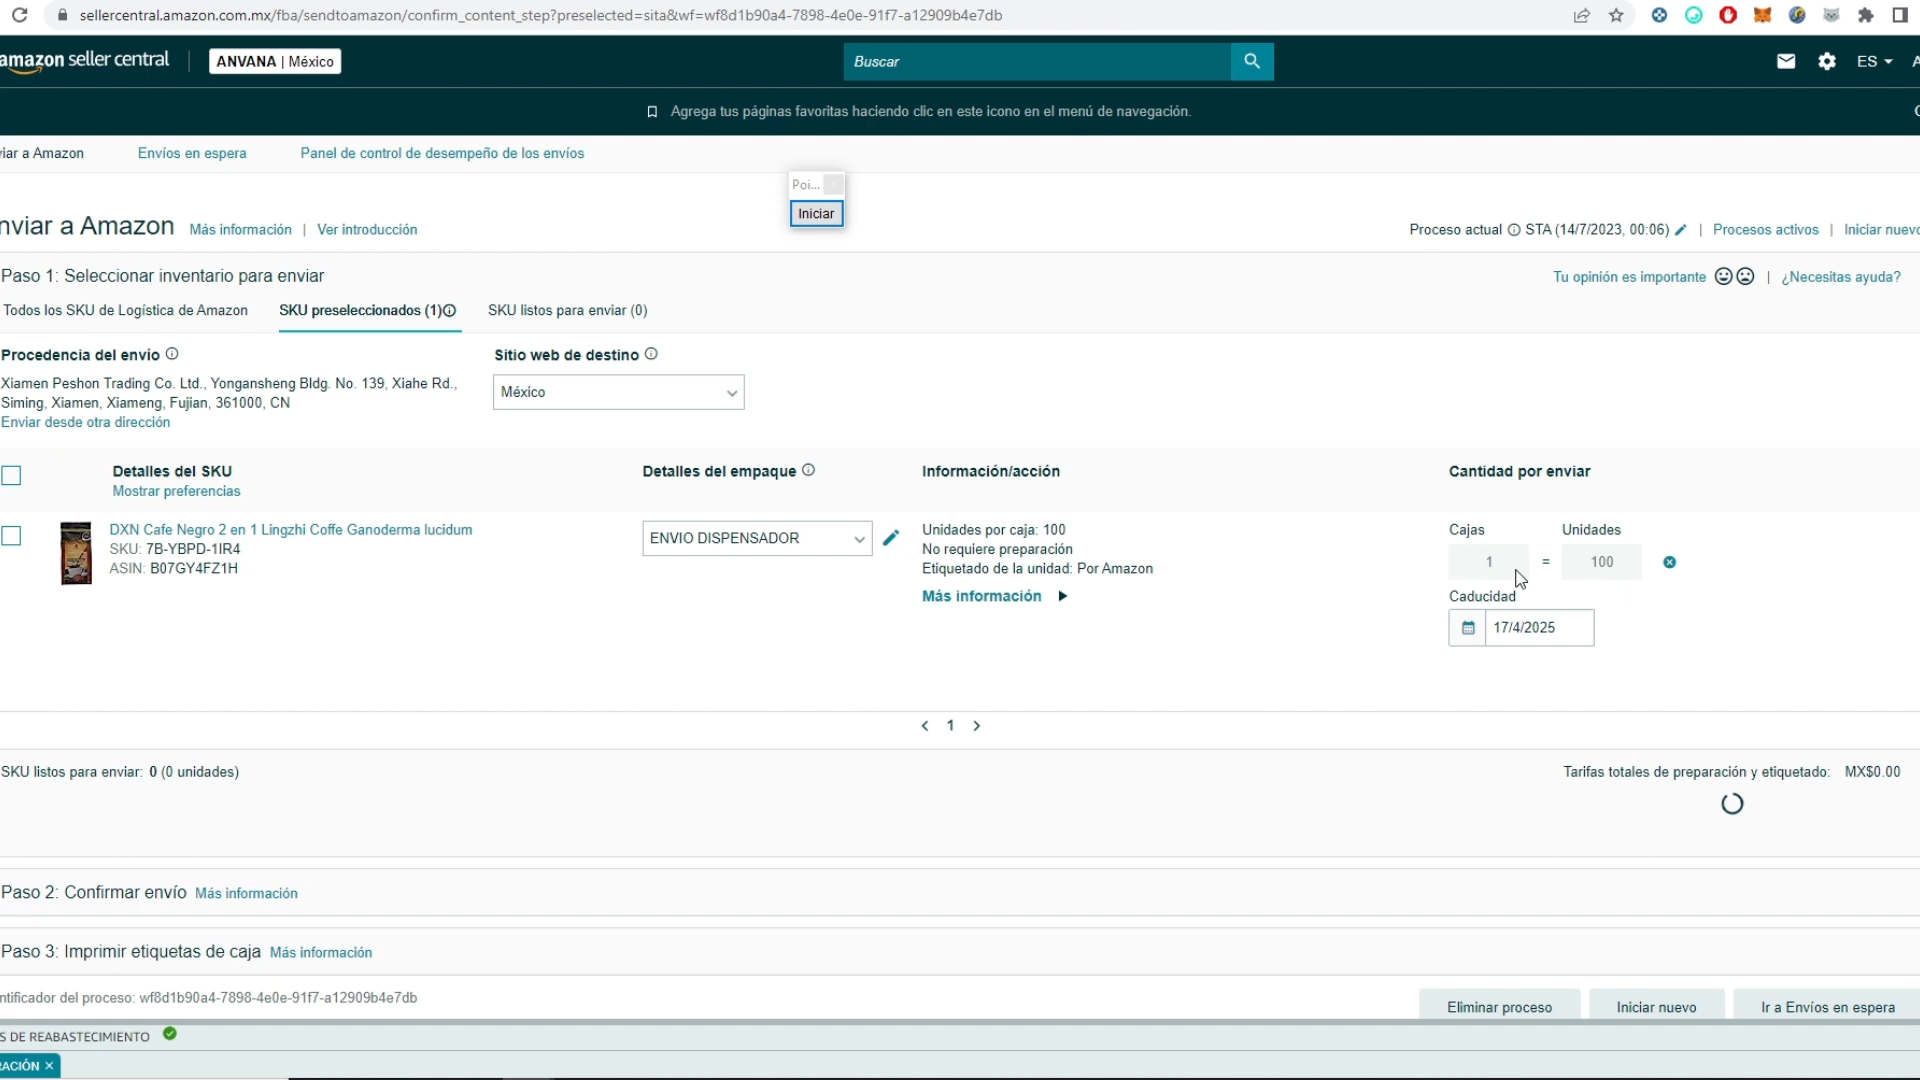 sellercentral.amazon.com.mx/fba/sendtoamazon/confirm_content_step?preselected=sita&wf=wf8d1b90a4-7898-4e0e-91f7-a12909b4e7db
amazon seller central
ANVANA | México
Buscar
ES
Agrega tus páginas favoritas haciendo clic en este icono en el menú de navegación.
viar a Amazon
Envíos en espera
Panel de control de desempeño de los envíos
Poi...
Iniciar
nviar a Amazon
Más información | Ver introducción
Proceso actual STA (14/7/2023, 00:06) | Procesos activos | Iniciar nuevo
Paso 1: Seleccionar inventario para enviar
Tu opinión es importante | ¿Necesitas ayuda?
Todos los SKU de Logística de Amazon
SKU preseleccionados (1)
SKU listos para enviar (0)
Procedencia del envío
Sitio web de destino
Xiamen Peshon Trading Co. Ltd., Yongansheng Bldg. No. 139, Xiahe Rd.,
Siming, Xiamen, Xiameng, Fujian, 361000, CN
Enviar desde otra dirección
México
Detalles del SKU
Mostrar preferencias
Detalles del empaque
Información/acción
Cantidad por enviar
DXN Cafe Negro 2 en 1 Lingzhi Coffe Ganoderma lucidum
SKU: 7B-YBPD-1IR4
ASIN: B07GY4FZ1H
ENVIO DISPENSADOR
Unidades por caja: 100
No requiere preparación
Etiquetado de la unidad: Por Amazon
Más información
Cajas
Unidades
1 = 100
Caducidad
17/4/2025
1
SKU listos para enviar: 0 (0 unidades)
Tarifas totales de preparación y etiquetado: MX$0.00
Paso 2: Confirmar envío Más información
Paso 3: Imprimir etiquetas de caja Más información
ntificador del proceso: wf8d1b90a4-7898-4e0e-91f7-a12909b4e7db
Eliminar proceso
Iniciar nuevo
Ir a Envíos en espera
S DE REABASTECIMIENTO
RACIÓN